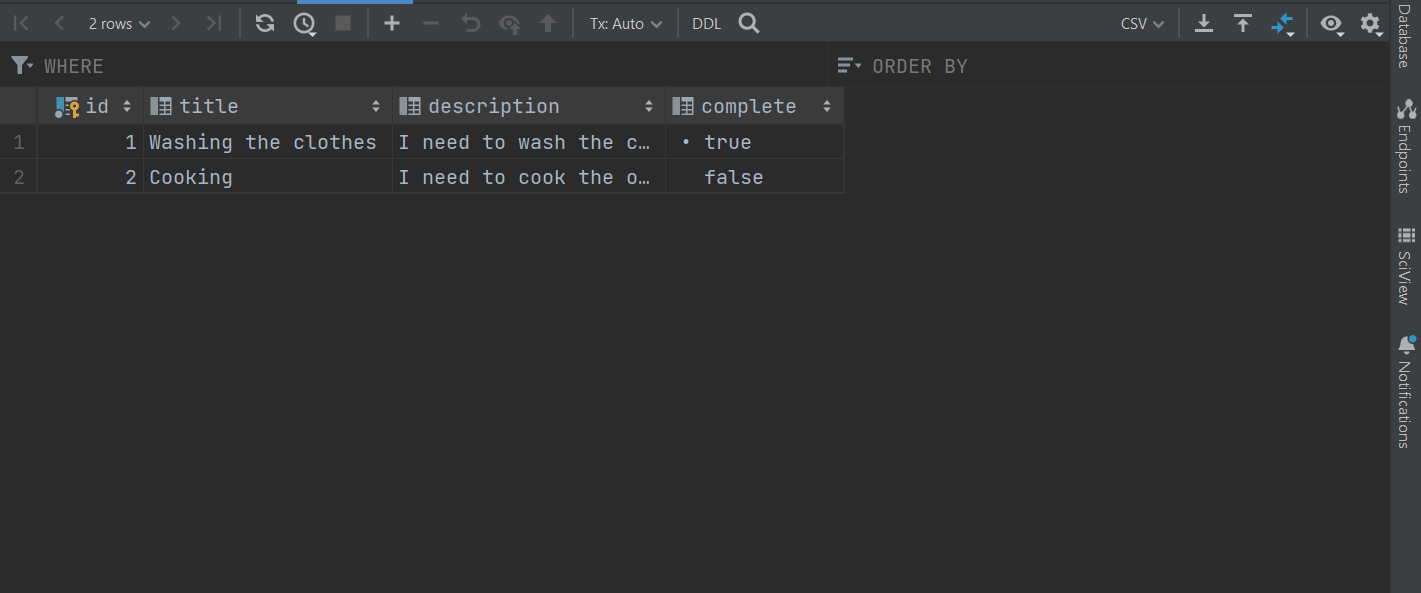 2 rows Tx: Auto DDL CSV
WHERE ORDER BY
id title description complete
1 1 Washing the clothes I need to wash the c… • true
2 2 Cooking I need to cook the o… false
Database
Endpoints
SciView
Notifications